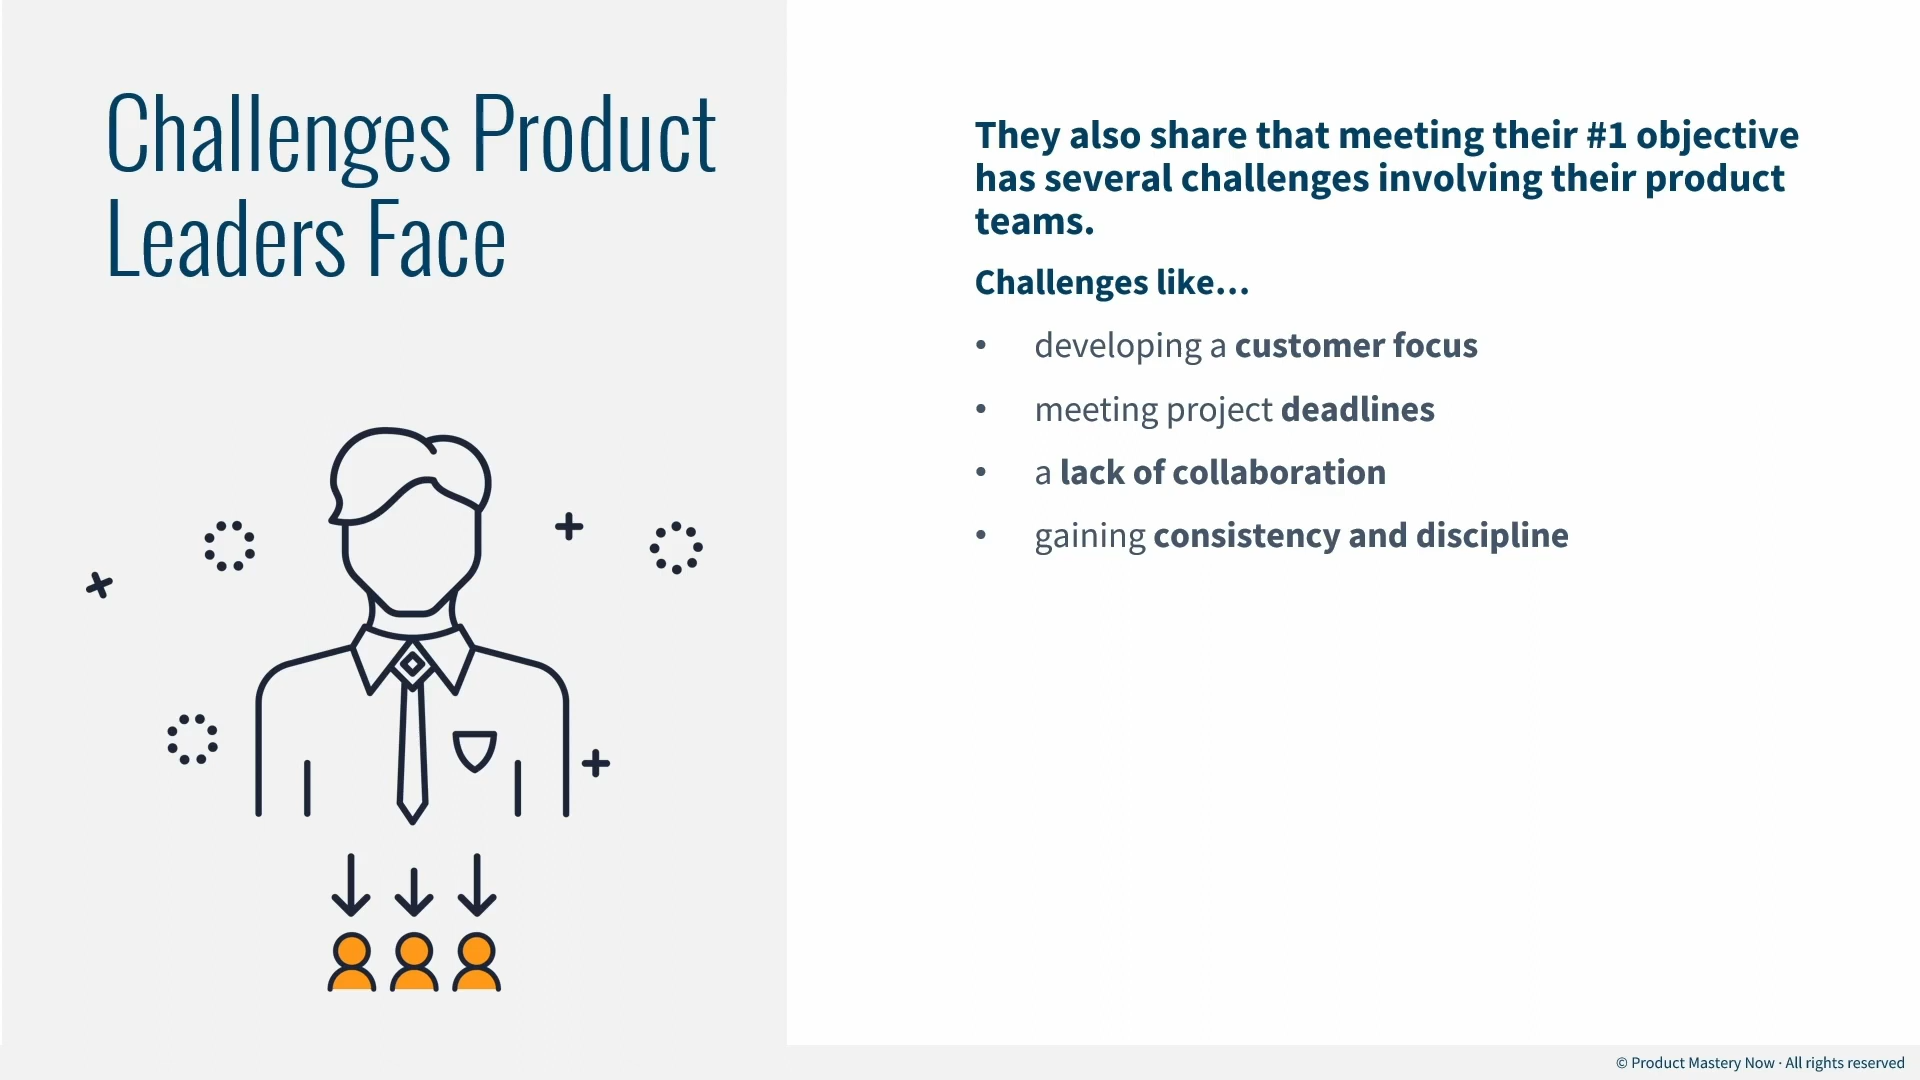 Challenges Product
Leaders Face
They also share that meeting their #1 objective
has several challenges involving their product
teams.
Challenges like…
• developing a customer focus
• meeting project deadlines
• a lack of collaboration
• gaining consistency and discipline
© Product Mastery Now · All rights reserved